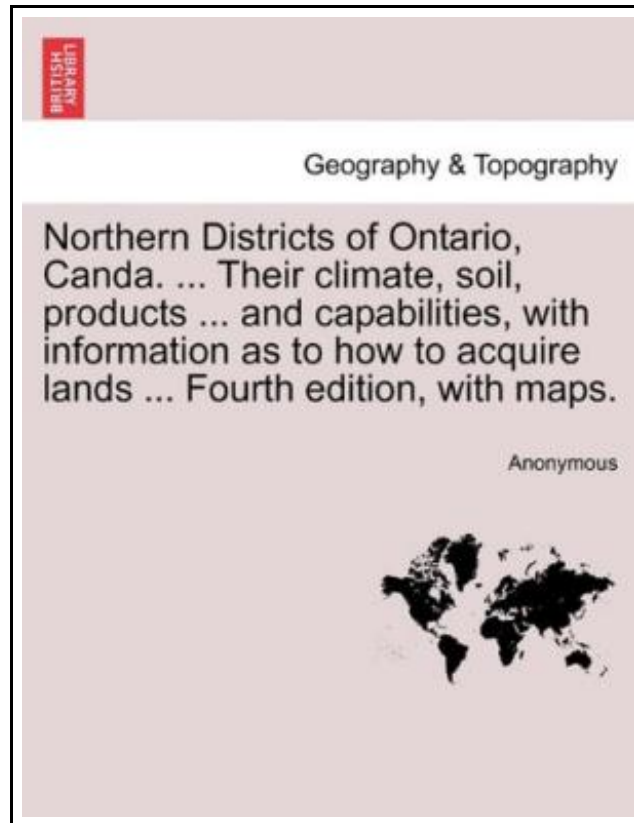 BRITISH
LIBRARY
Geography & Topography
Northern Districts of Ontario,
Canda. ... Their climate, soil,
products ... and capabilities, with
information as to how to acquire
lands ... Fourth edition, with maps.
Anonymous